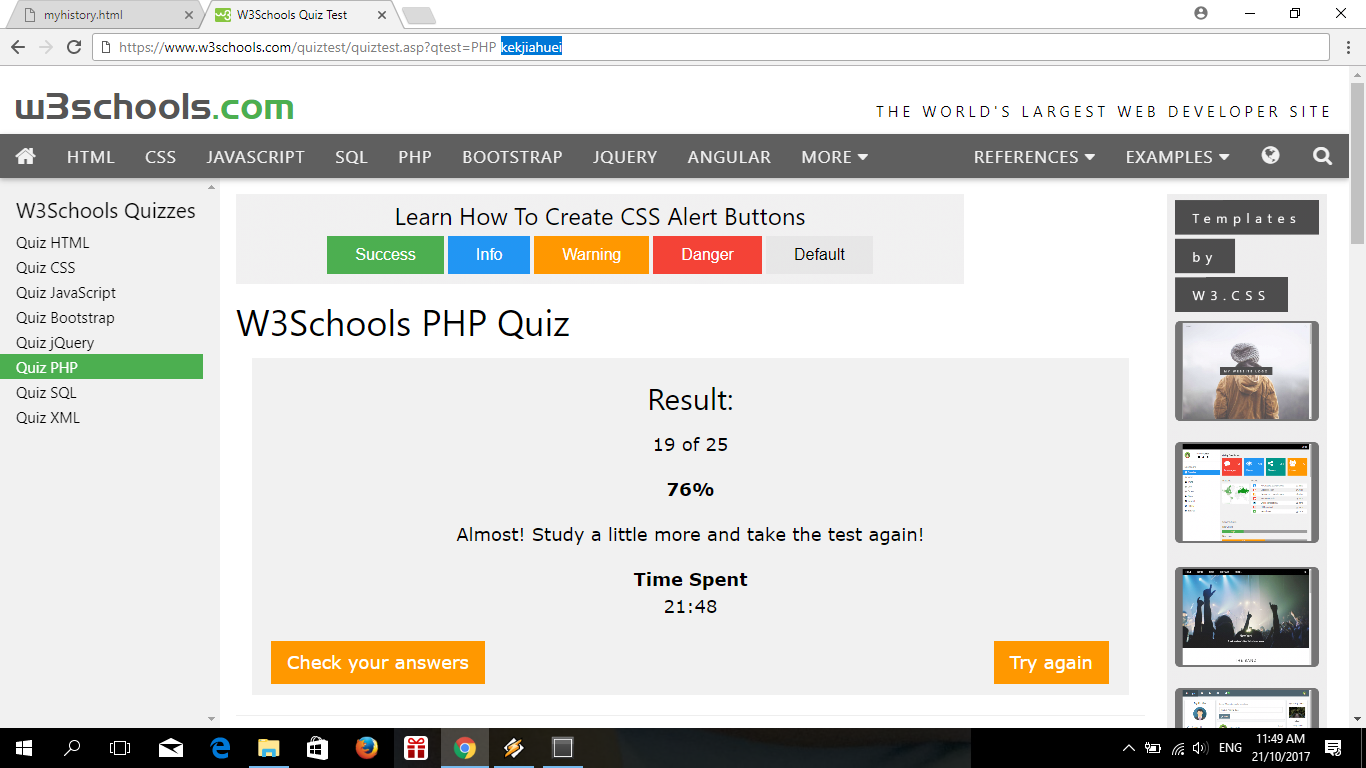 myhistory.html
W3Schools Quiz Test
https://www.w3schools.com/quiztest/quiztest.asp?qtest=PHP kekjiahuei
w3schools.com
THE WORLD'S LARGEST WEB DEVELOPER SITE
HTML CSS JAVASCRIPT SQL PHP BOOTSTRAP JQUERY ANGULAR MORE REFERENCES EXAMPLES
W3Schools Quizzes
Quiz HTML
Quiz CSS
Quiz JavaScript
Quiz Bootstrap
Quiz jQuery
Quiz PHP
Quiz SQL
Quiz XML
Learn How To Create CSS Alert Buttons
Success Info Warning Danger Default
W3Schools PHP Quiz
Result:
19 of 25
76%
Almost! Study a little more and take the test again!
Time Spent
21:48
Check your answers
Try again
Templates
by
W3.CSS
ENG
11:49 AM
21/10/2017